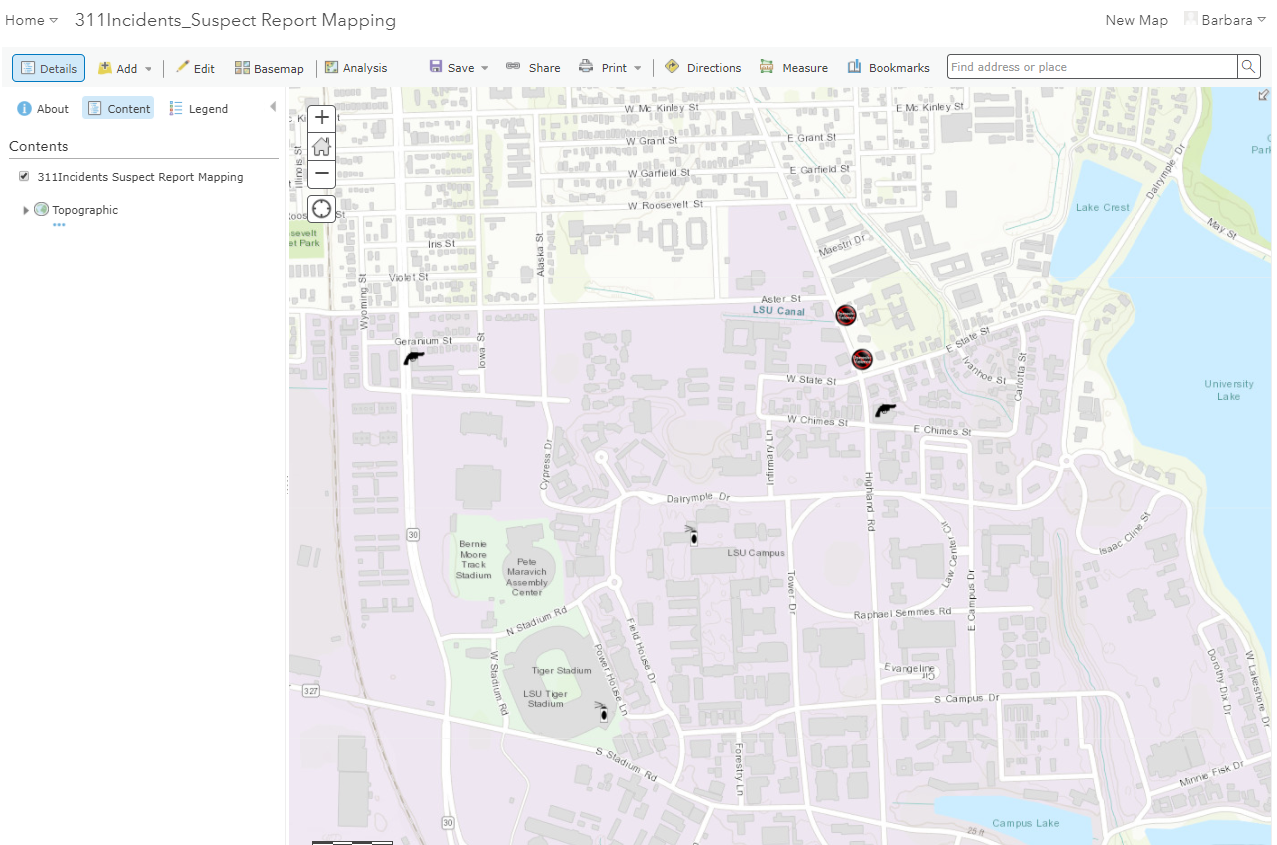 Home
311Incidents_Suspect Report Mapping
New Map
Barbara
Details
Add
Edit
Basemap
Analysis
Save
Share
Print
Directions
Measure
Bookmarks
Find address or place
About
Content
Legend
Contents
311Incidents Suspect Report Mapping
Topographic
W Mc Kinley St
E Mc Kinley St
W Grant St
E Grant St
W Garfield St
E Garfield St
W Roosevelt St
Illinois St
Iris St
Violet St
Wyoming St
Alaska St
Geranium St
Iowa St
Maestri Dr
Aster St
LSU Canal
E State St
W State St
Ivanhoe St
Carlotta St
W Chimes St
E Chimes St
Infirmary Ln
Highland Rd
Cypress Dr
Dalrymple Dr
Dalrymple Dr
Lake Crest
May St
University
Lake
30
Bernie
Moore
Track
Stadium
Pete
Maravich
Assembly
Center
LSU Campus
Tower Dr
Law Center Cir
E Campus Dr
Isaac Cline St
Raphael Semmes Rd
N Stadium Rd
W Stadium Rd
Field House Dr
Power House Ln
Tiger Stadium
LSU Tiger
Stadium
Evangeline
Cir
S Campus Dr
Dorothy Dix Dr
W Lakeshore Dr
327
S Stadium Rd
Forestry Ln
Minnie Fisk Dr
30
Campus Lake
25 ft